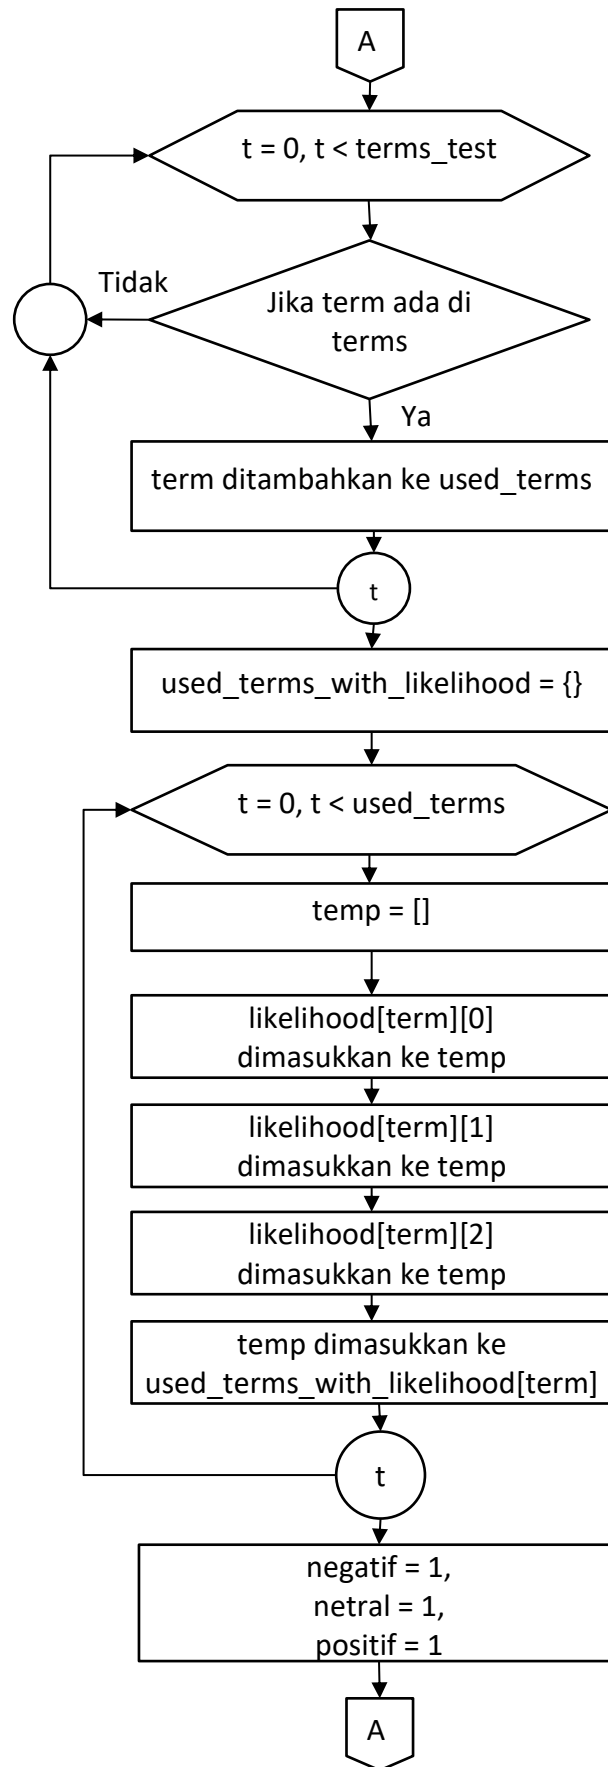 A
t = 0, t < terms_test
Tidak
Jika term ada di
terms
Ya
term ditambahkan ke used_terms
t
used_terms_with_likelihood = {}
t = 0, t < used_terms
temp = []
likelihood[term][0]
dimasukkan ke temp
likelihood[term][1]
dimasukkan ke temp
likelihood[term][2]
dimasukkan ke temp
temp dimasukkan ke
used_terms_with_likelihood[term]
t
negatif = 1,
netral = 1,
positif = 1
A